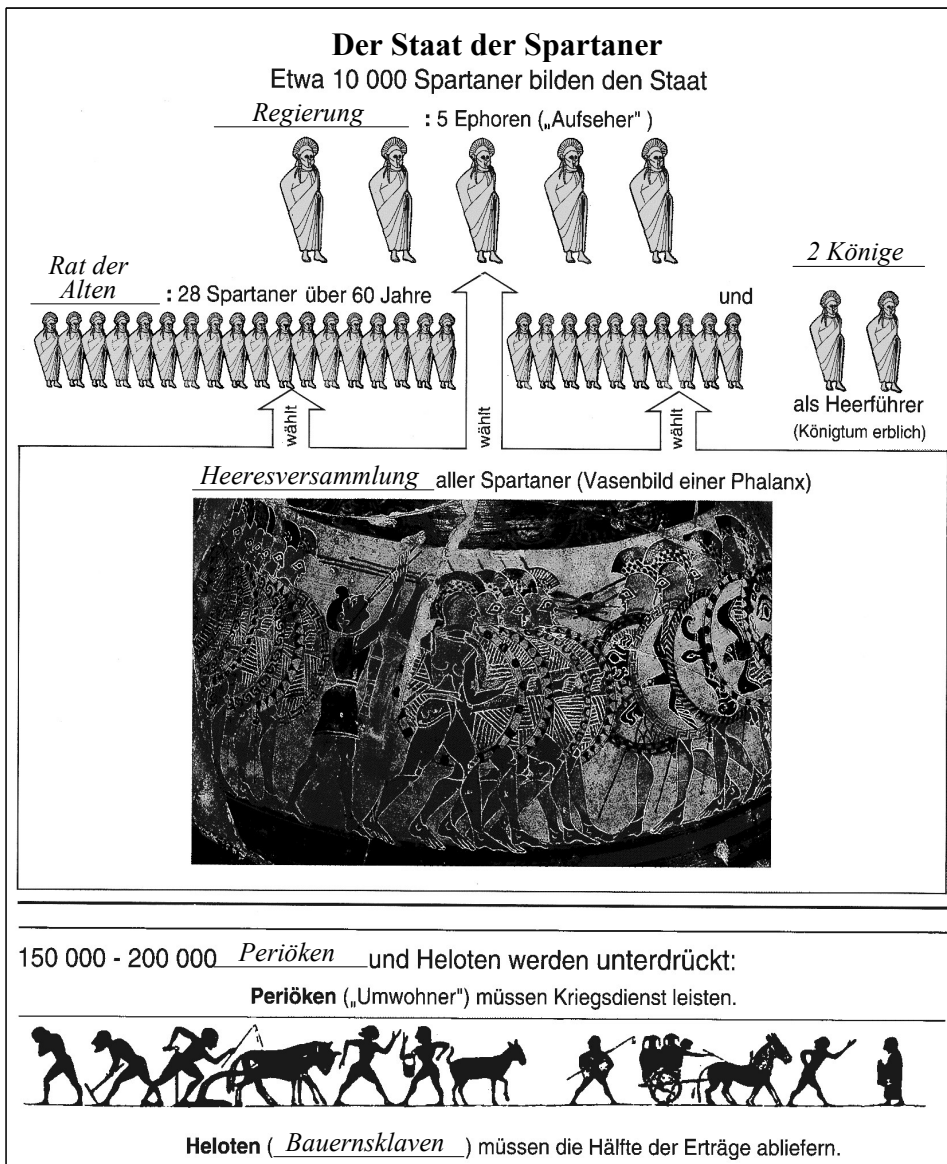 Der Staat der Spartaner
Etwa 10 000 Spartaner bilden den Staat
Regierung : 5 Ephoren („Aufseher" )
2 Könige
Rat der
Alten : 28 Spartaner über 60 Jahre und
als Heerführer
(Königtum erblich)
wählt
wählt
wählt
Heeresversammlung aller Spartaner (Vasenbild einer Phalanx)
150 000 - 200 000 Periöken und Heloten werden unterdrückt:
Periöken („Umwohner") müssen Kriegsdienst leisten.
Heloten ( Bauernsklaven ) müssen die Hälfte der Erträge abliefern.